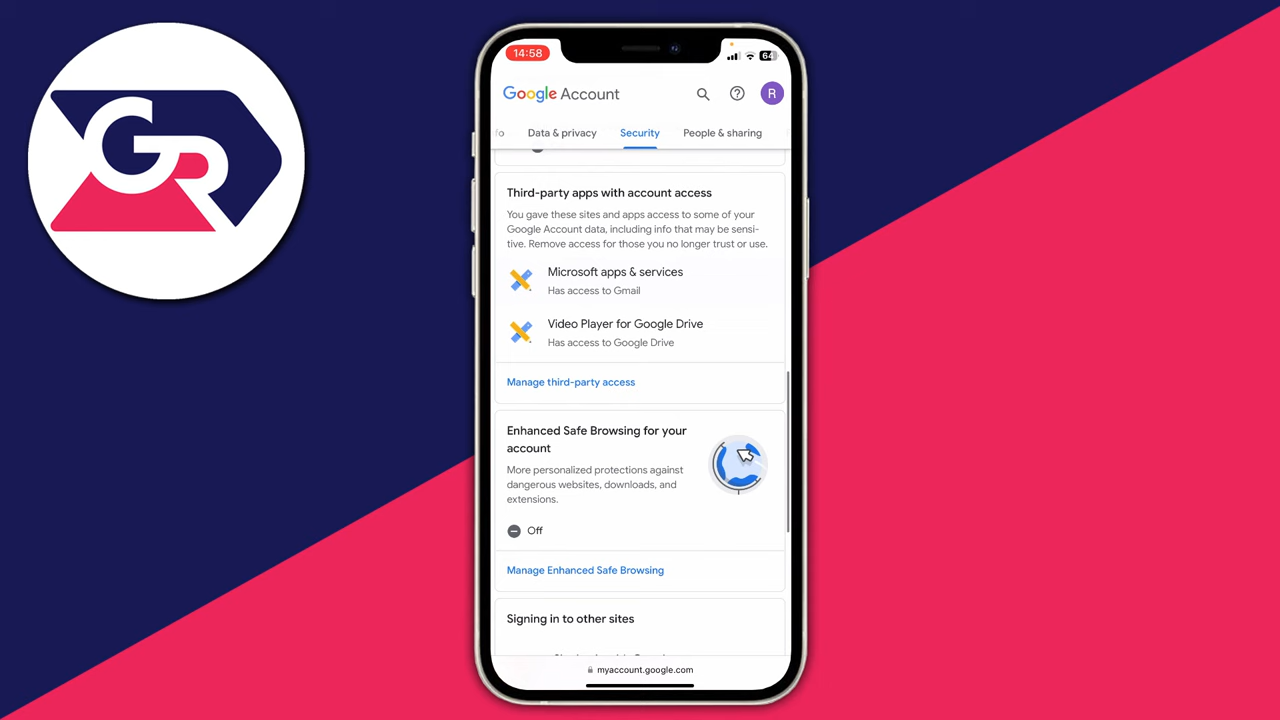 GR
14:58
64
Google Account
R
fo
Data & privacy
Security
People & sharing
Third-party apps with account access
You gave these sites and apps access to some of your
Google Account data, including info that may be sensi-
tive. Remove access for those you no longer trust or use.
Microsoft apps & services
Has access to Gmail
Video Player for Google Drive
Has access to Google Drive
Manage third-party access
Enhanced Safe Browsing for your
account
More personalized protections against
dangerous websites, downloads, and
extensions.
Off
Manage Enhanced Safe Browsing
Signing in to other sites
myaccount.google.com